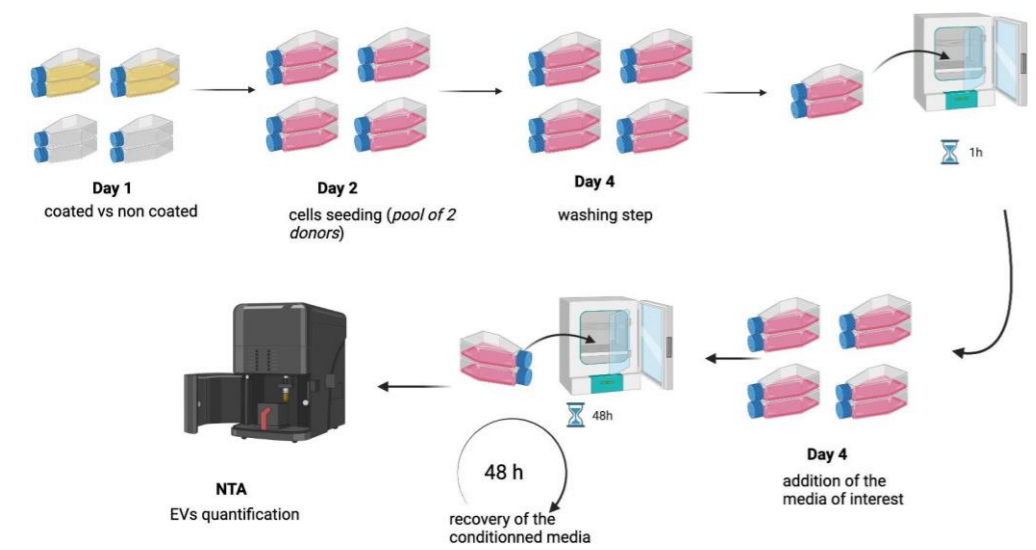 1h
Day 1
coated vs non coated
Day 2
cells seeding (pool of 2
donors)
Day 4
washing step
48h
48 h
Day 4
addition of the
media of interest
NTA
EVs quantification
recovery of the
conditionned media